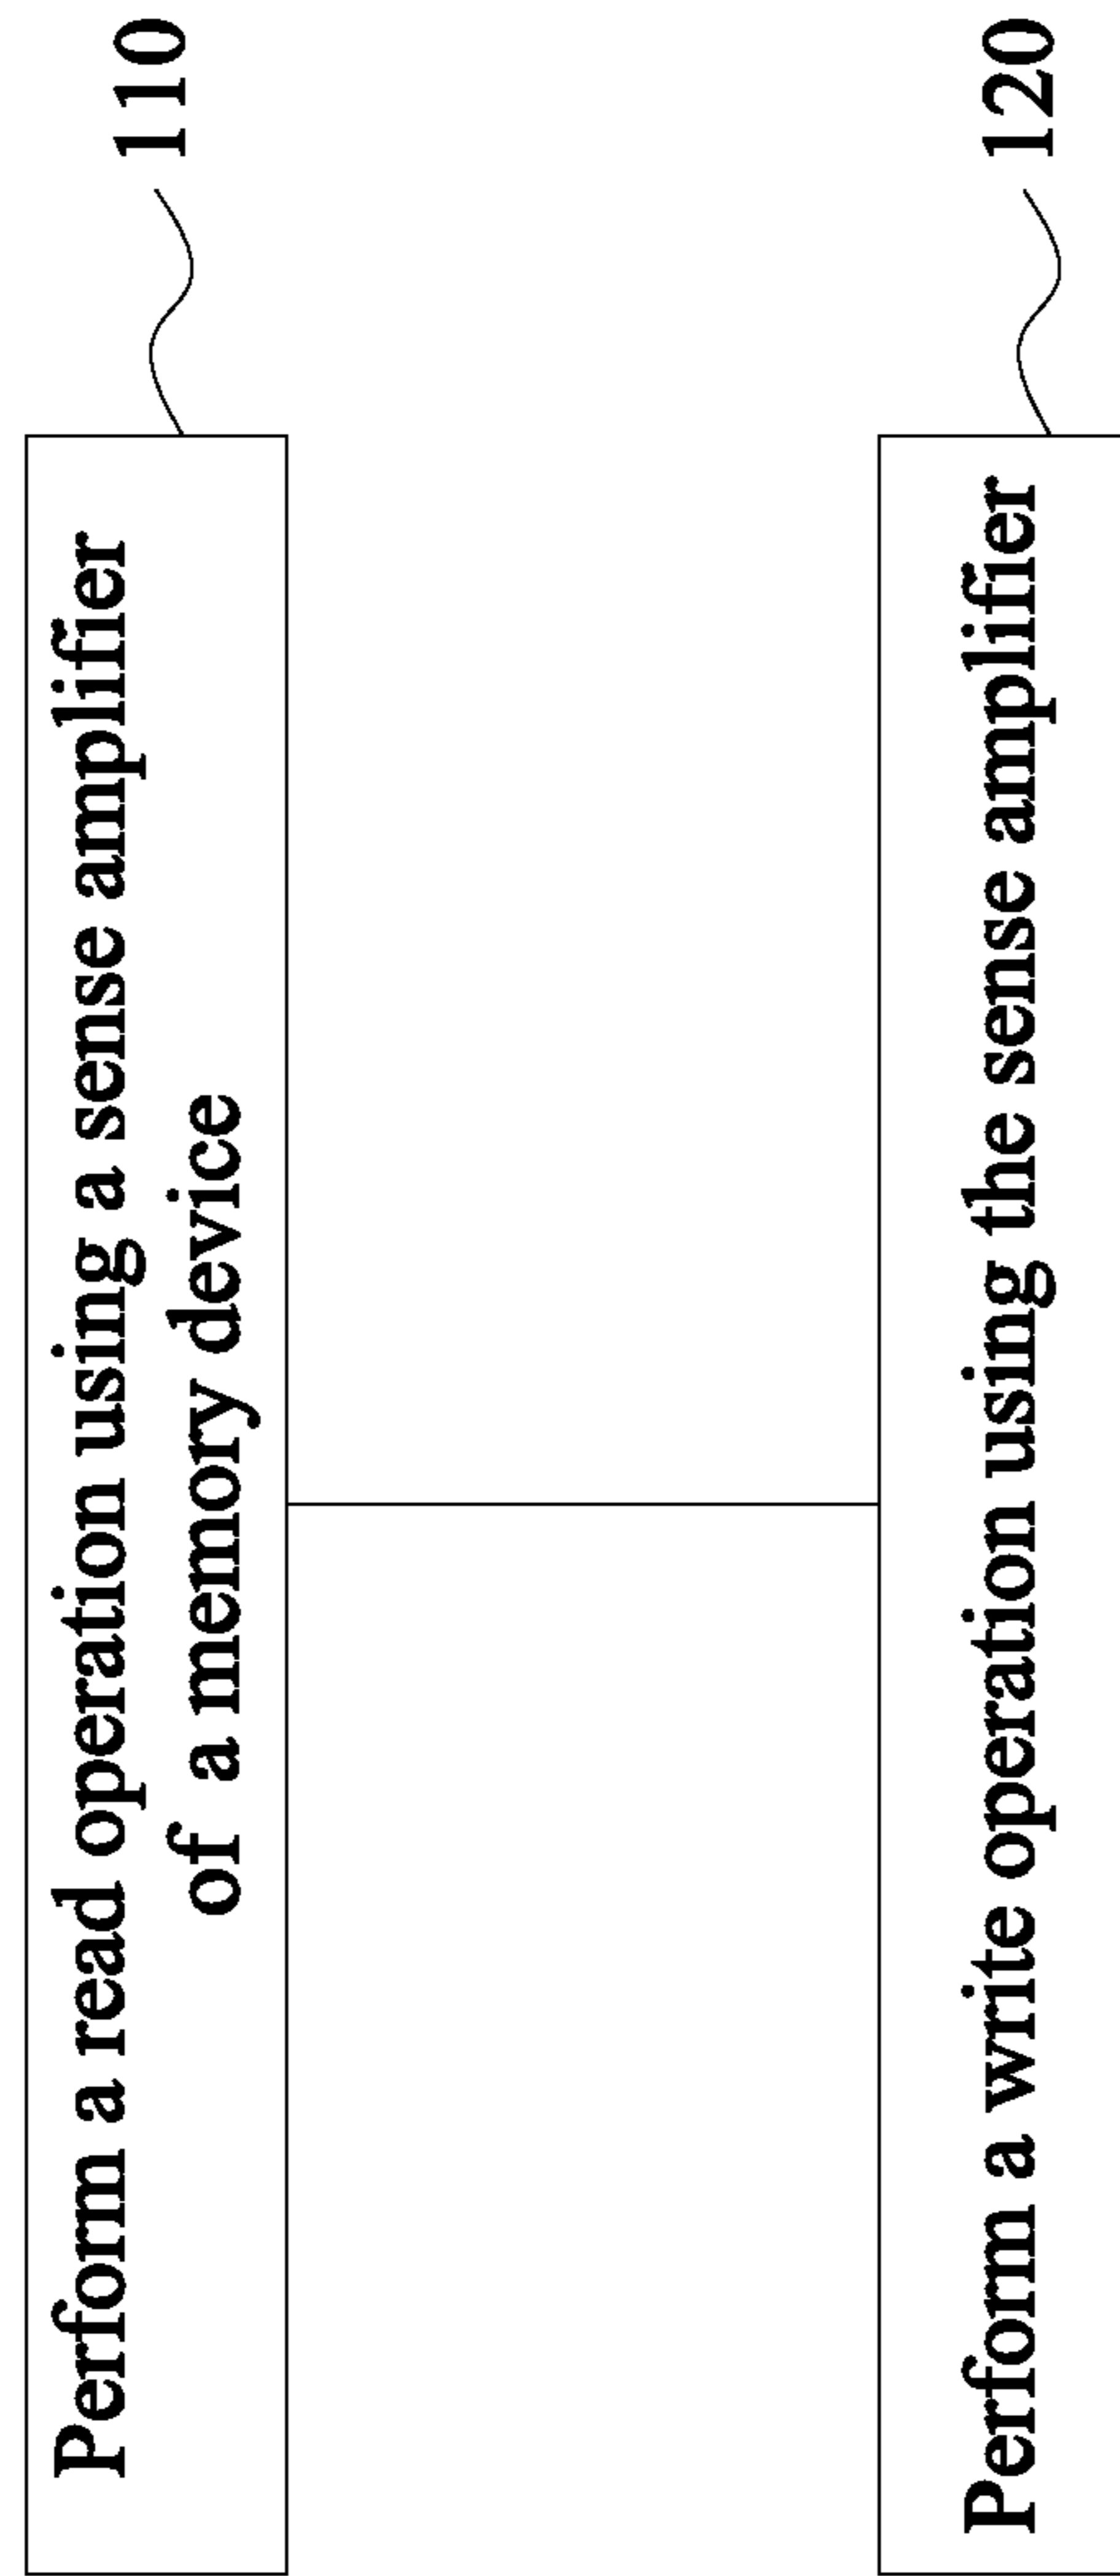 Perform a read operation using a sense amplifier
of a memory device
110
Perform a write operation using the sense amplifier
120